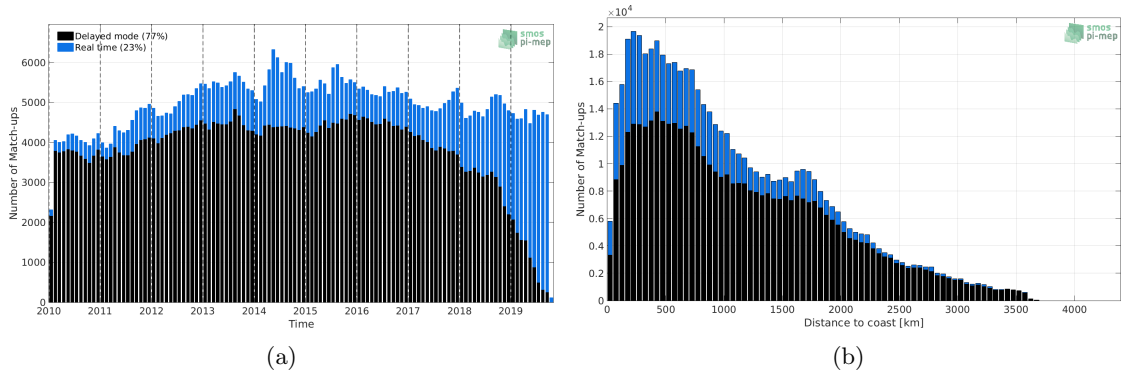 Delayed mode (77%)
Real time (23%)
smos
pi-mep
Number of Match-ups
6000
5000
4000
3000
2000
1000
0
2010 2011 2012 2013 2014 2015 2016 2017 2018 2019
Time
(a)
×10⁴
smos
pi-mep
Number of Match-ups
2
1.8
1.6
1.4
1.2
1
0.8
0.6
0.4
0.2
0
0 500 1000 1500 2000 2500 3000 3500 4000
Distance to coast [km]
(b)